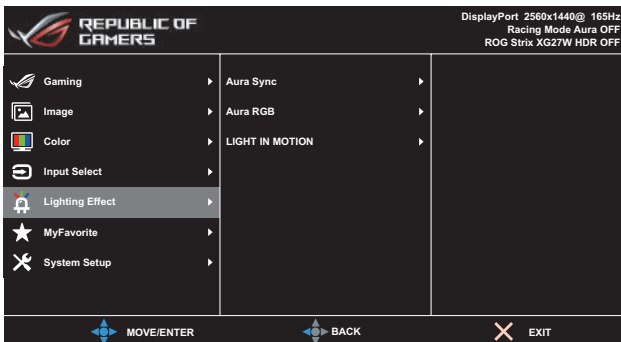 REPUBLIC OF
GAMERS
DisplayPort 2560x1440@ 165Hz
Racing Mode Aura OFF
ROG Strix XG27W HDR OFF
Gaming
Image
Color
Input Select
Lighting Effect
MyFavorite
System Setup
Aura Sync
Aura RGB
LIGHT IN MOTION
MOVE/ENTER
BACK
EXIT